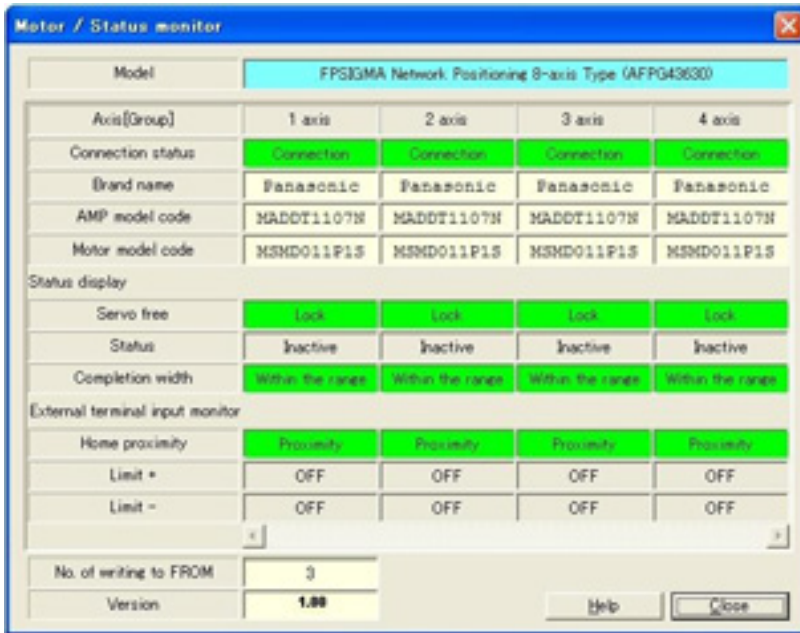 Motor / Status monitor
Model FPSIGMA Network Positioning 8-axis Type (AFPG43630)
Axis[Group] 1 axis 2 axis 3 axis 4 axis
Connection status Connection Connection Connection Connection
Brand name Panasonic Panasonic Panasonic Panasonic
AMP model code MADDT1107N MADDT1107N MADDT1107N MADDT1107N
Motor model code MSMD011P1S MSMD011P1S MSMD011P1S MSMD011P1S
Status display
Servo free Lock Lock Lock Lock
Status Inactive Inactive Inactive Inactive
Completion width Within the range Within the range Within the range Within the range
External terminal input monitor
Home proximity Proximity Proximity Proximity Proximity
Limit + OFF OFF OFF OFF
Limit - OFF OFF OFF OFF
No. of writing to FROM 3
Version 1.00 Help Close